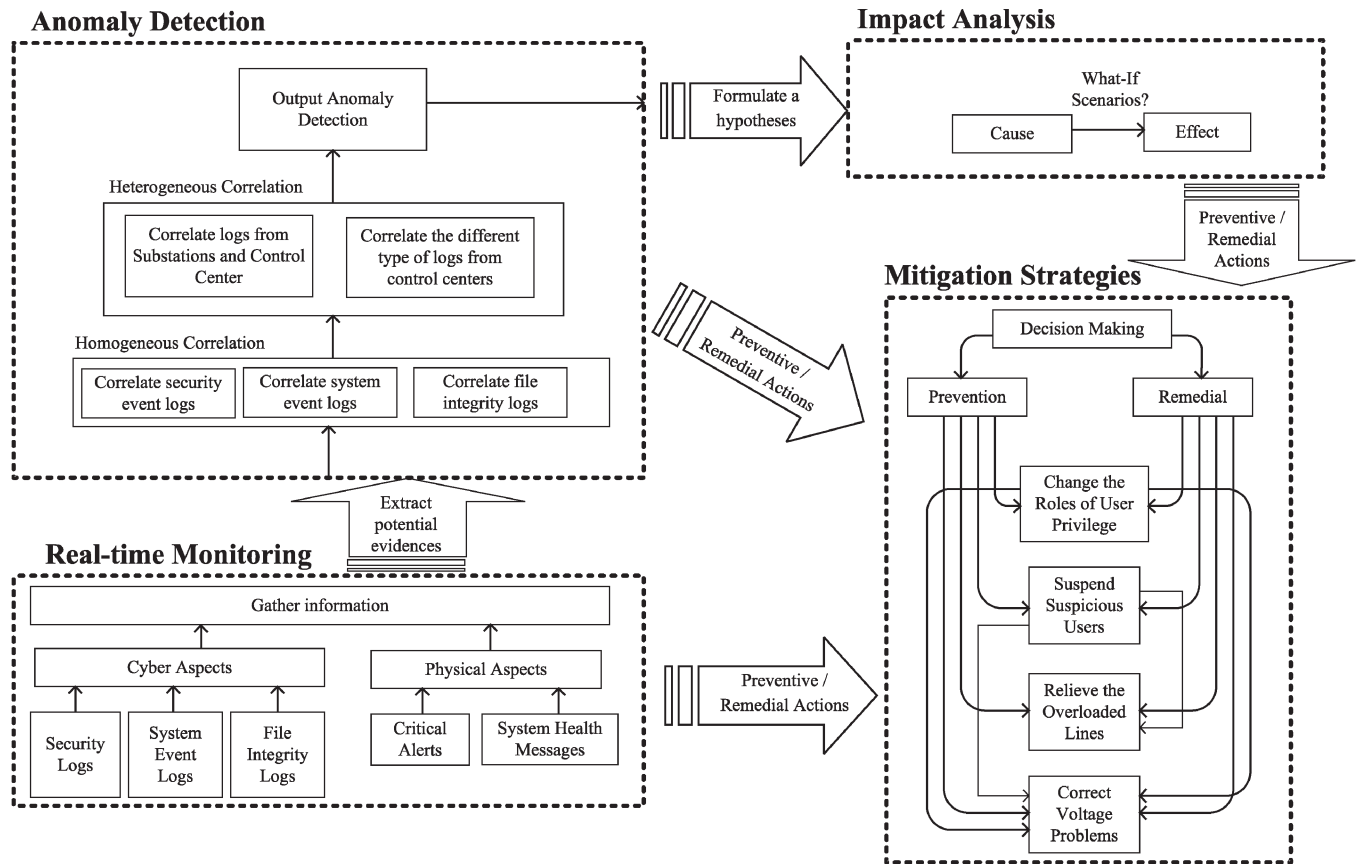 Anomaly Detection
Output Anomaly
Detection
Heterogeneous Correlation
Correlate logs from
Substations and Control
Center
Correlate the different
type of logs from
control centers
Homogeneous Correlation
Correlate security
event logs
Correlate system
event logs
Correlate file
integrity logs
Formulate a
hypotheses
Impact Analysis
What-If
Scenarios?
Cause
Effect
Preventive /
Remedial
Actions
Preventive /
Remedial Actions
Extract
potential
evidences
Real-time Monitoring
Gather information
Cyber Aspects
Physical Aspects
Security
Logs
System
Event
Logs
File
Integrity
Logs
Critical
Alerts
System Health
Messages
Preventive /
Remedial Actions
Mitigation Strategies
Decision Making
Prevention
Remedial
Change the
Roles of User
Privilege
Suspend
Suspicious
Users
Relieve the
Overloaded
Lines
Correct
Voltage
Problems